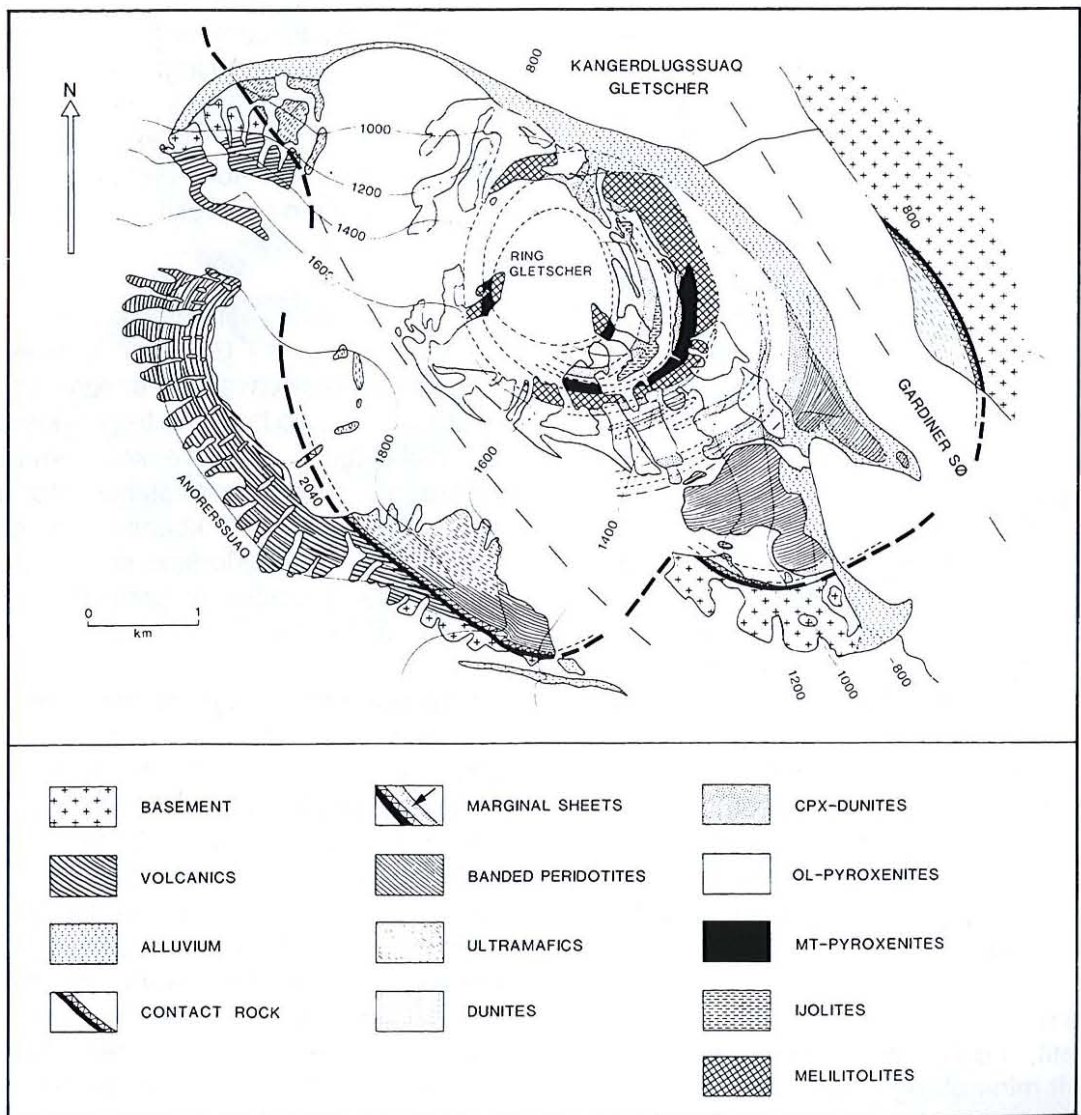 N
800
KANGERDLUGSSUAQ
GLETSCHER
1000
1200
1400
1600
RING
GLETSCHER
800
GARDINER SØ
ANORERSSUAQ
2040
1800
1600
1400
0 1
km
1200
1000
800
BASEMENT
VOLCANICS
ALLUVIUM
CONTACT ROCK
MARGINAL SHEETS
BANDED PERIDOTITES
ULTRAMAFICS
DUNITES
CPX-DUNITES
OL-PYROXENITES
MT-PYROXENITES
IJOLITES
MELILITOLITES